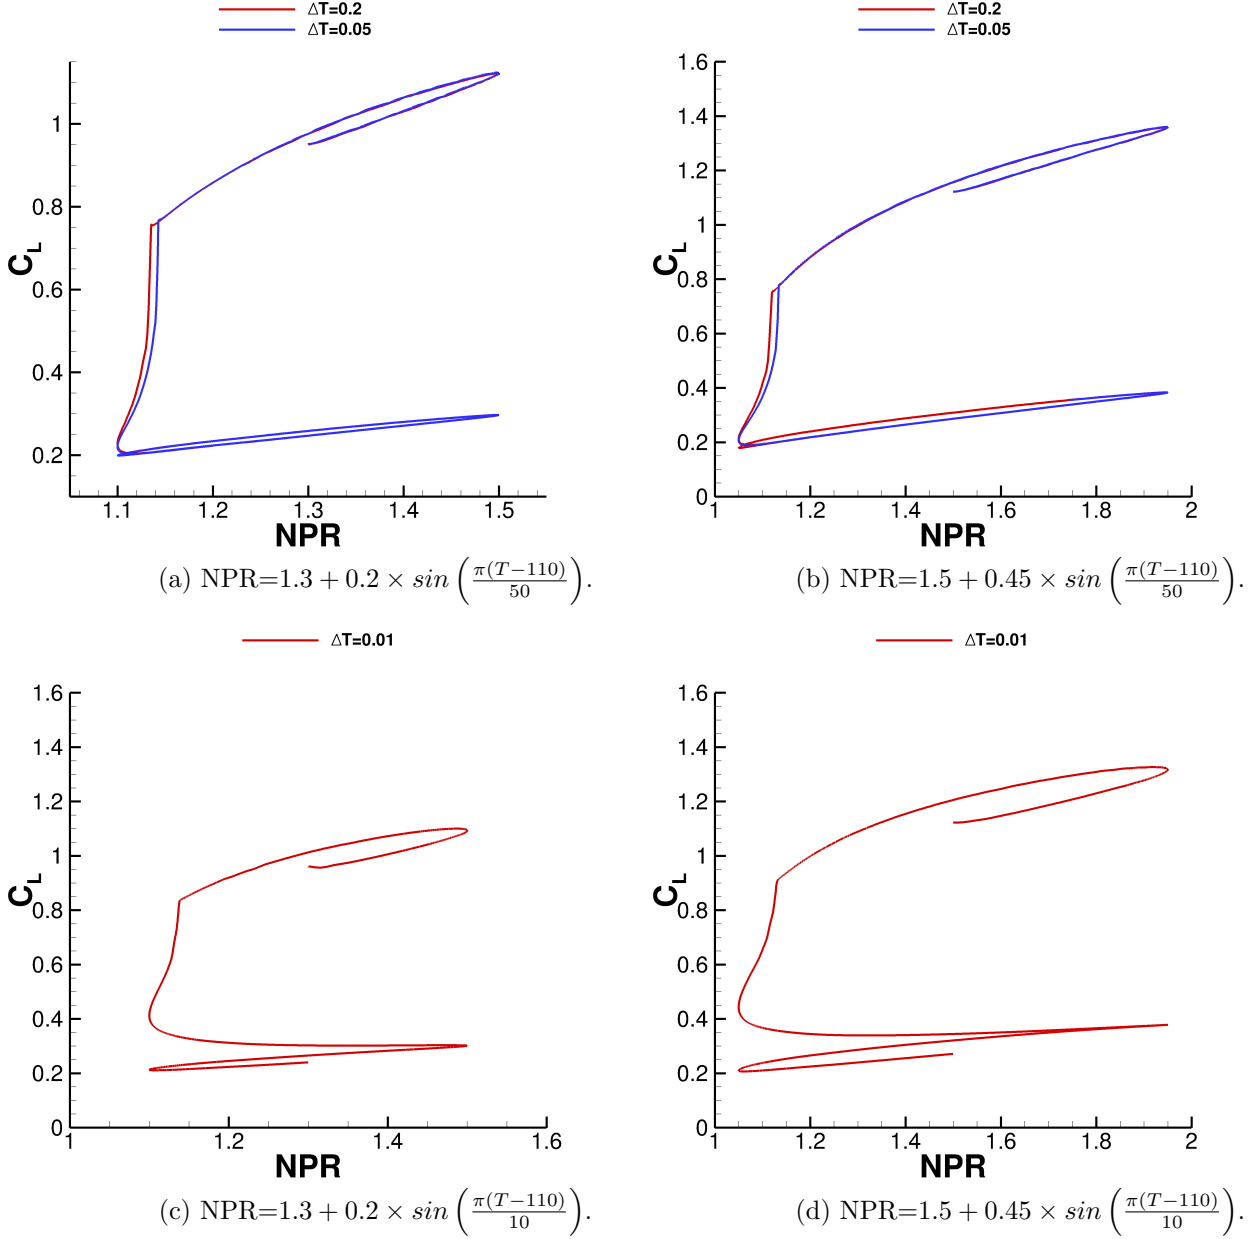 ΔT=0.2
ΔT=0.05
1
0.8
0.6
0.4
0.2
C_L
1.1 1.2 1.3 1.4 1.5
NPR
(a) NPR=1.3 + 0.2 × sin (π(T−110)/50).
ΔT=0.2
ΔT=0.05
1.6
1.4
1.2
1
0.8
0.6
0.4
0.2
0
C_L
1 1.2 1.4 1.6 1.8 2
NPR
(b) NPR=1.5 + 0.45 × sin (π(T−110)/50).
ΔT=0.01
1.6
1.4
1.2
1
0.8
0.6
0.4
0.2
0
C_L
1 1.2 1.4 1.6
NPR
(c) NPR=1.3 + 0.2 × sin (π(T−110)/10).
ΔT=0.01
1.6
1.4
1.2
1
0.8
0.6
0.4
0.2
0
C_L
1 1.2 1.4 1.6 1.8 2
NPR
(d) NPR=1.5 + 0.45 × sin (π(T−110)/10).